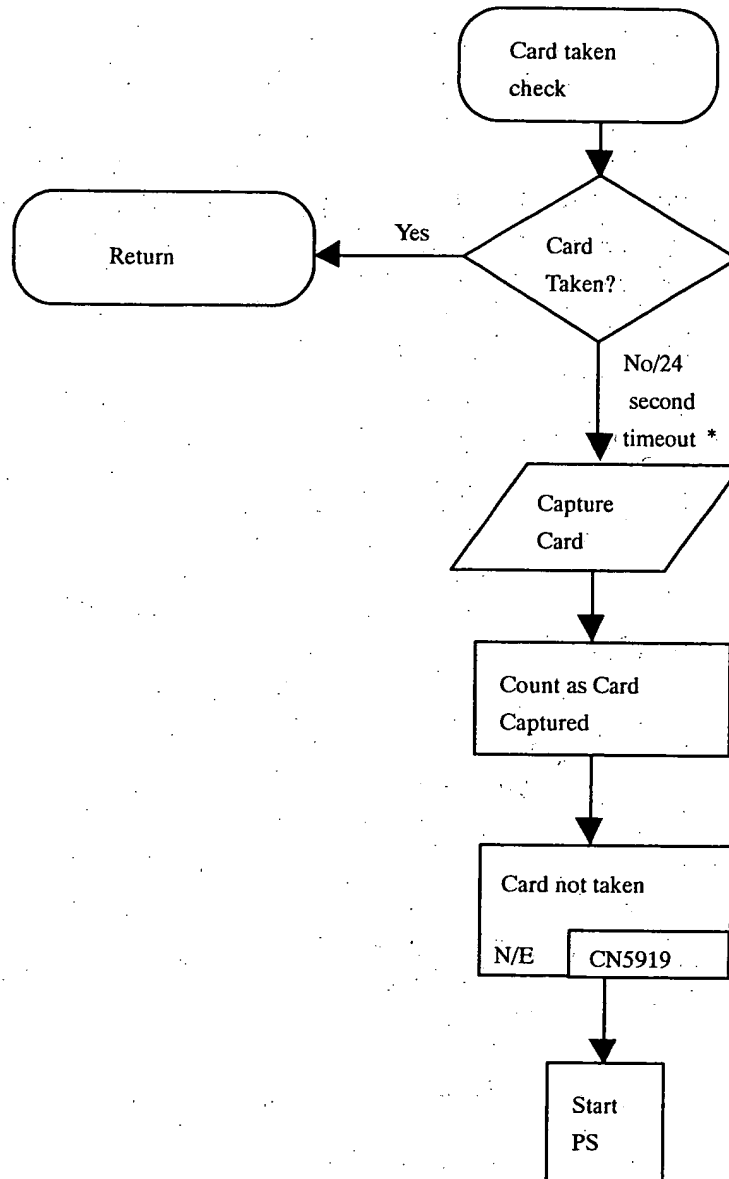 Card taken
check
Return
Yes
Card
Taken?
No/24
second
timeout *
Capture
Card
Count as Card
Captured
Card not taken
N/E
CN5919
Start
PS